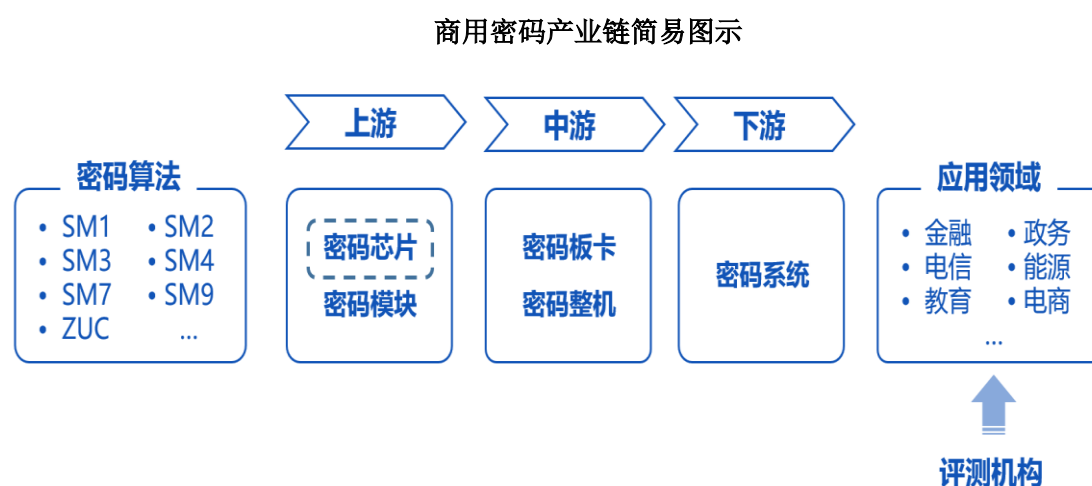 商用密码产业链简易图示
上游
中游
下游
密码算法
• SM1 • SM2
• SM3 • SM4
• SM7 • SM9
• ZUC ...
密码芯片
密码模块
密码板卡
密码整机
密码系统
应用领域
• 金融 • 政务
• 电信 • 能源
• 教育 • 电商
...
评测机构